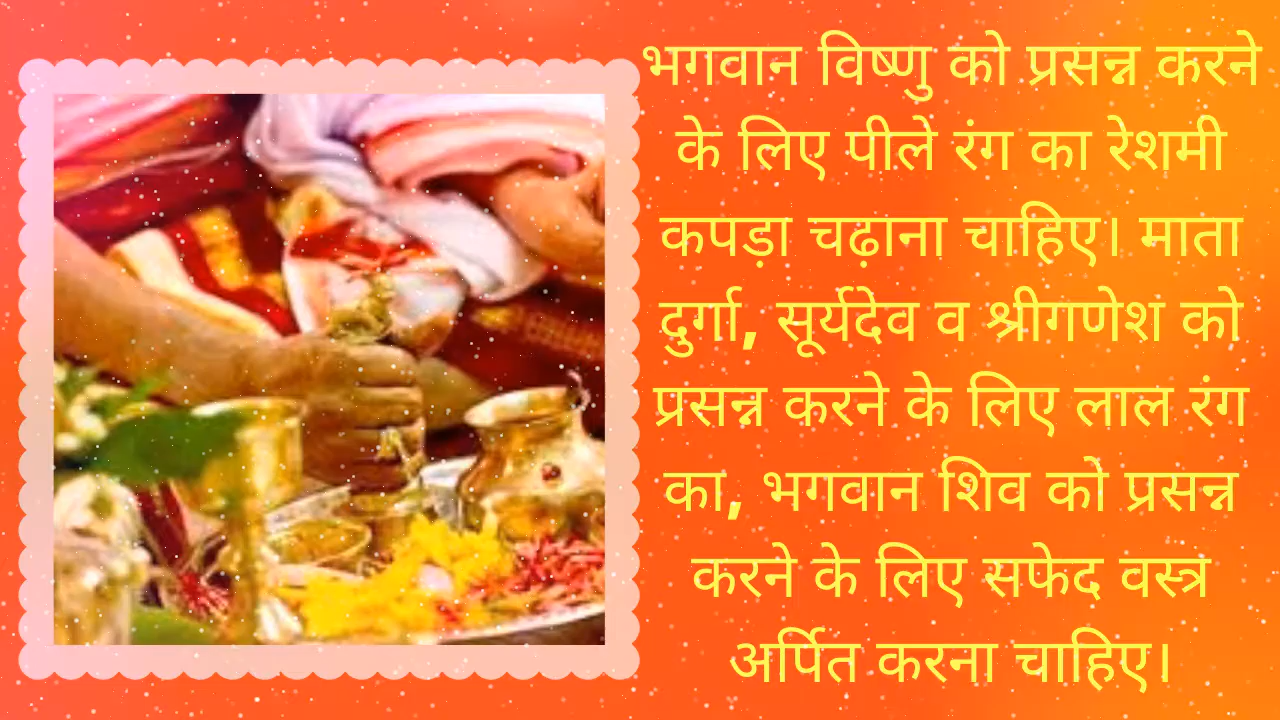 भगवान विष्णु को प्रसन्न करने
के लिए पीले रंग का रेशमी
कपड़ा चढ़ाना चाहिए। माता
दुर्गा, सूर्यदेव व श्रीगणेश को
प्रसन्न करने के लिए लाल रंग
का, भगवान शिव को प्रसन्न
करने के लिए सफेद वस्त्र
अर्पित करना चाहिए।